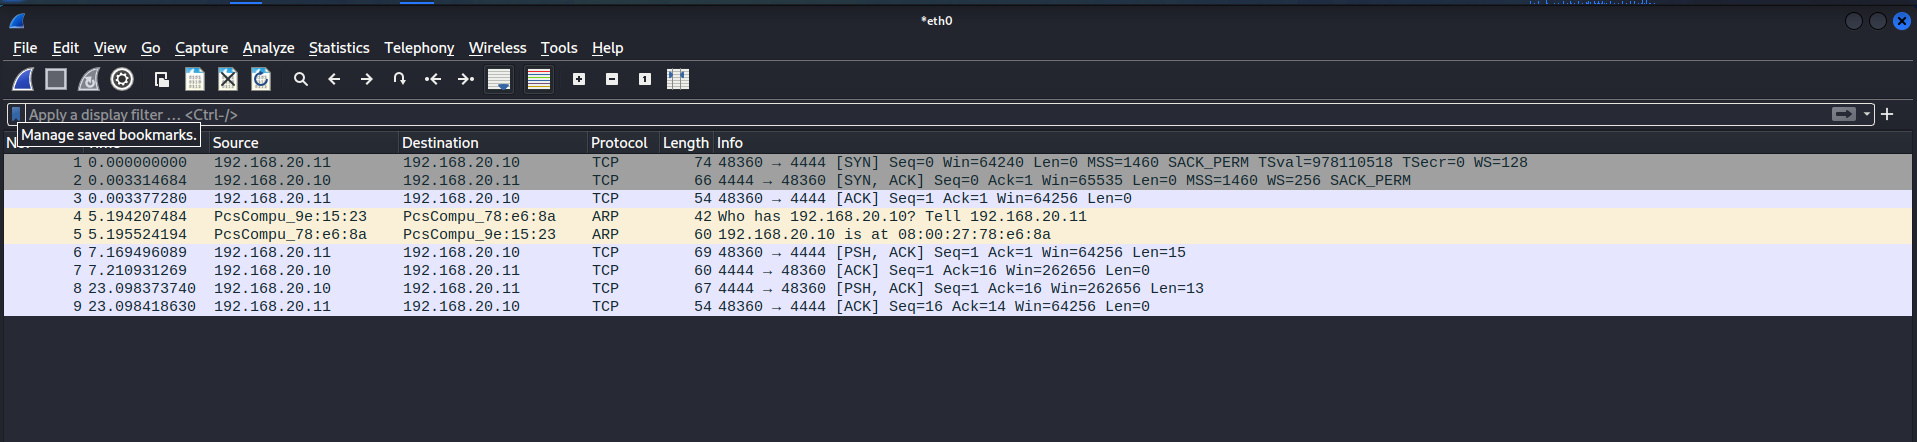 *eth0
File Edit View Go Capture Analyze Statistics Telephony Wireless Tools Help
Apply a display filter … <Ctrl-/>
Manage saved bookmarks.
Source Destination Protocol Length Info
1 0.000000000 192.168.20.11 192.168.20.10 TCP 74 48360 → 4444 [SYN] Seq=0 Win=64240 Len=0 MSS=1460 SACK_PERM TSval=978110518 TSecr=0 WS=128
2 0.003314684 192.168.20.10 192.168.20.11 TCP 66 4444 → 48360 [SYN, ACK] Seq=0 Ack=1 Win=65535 Len=0 MSS=1460 WS=256 SACK_PERM
3 0.003377280 192.168.20.11 192.168.20.10 TCP 54 48360 → 4444 [ACK] Seq=1 Ack=1 Win=64256 Len=0
4 5.194207484 PcsCompu_9e:15:23 PcsCompu_78:e6:8a ARP 42 Who has 192.168.20.10? Tell 192.168.20.11
5 5.195524194 PcsCompu_78:e6:8a PcsCompu_9e:15:23 ARP 60 192.168.20.10 is at 08:00:27:78:e6:8a
6 7.169496089 192.168.20.11 192.168.20.10 TCP 69 48360 → 4444 [PSH, ACK] Seq=1 Ack=1 Win=64256 Len=15
7 7.210931269 192.168.20.10 192.168.20.11 TCP 60 4444 → 48360 [ACK] Seq=1 Ack=16 Win=262656 Len=0
8 23.098373740 192.168.20.10 192.168.20.11 TCP 67 4444 → 48360 [PSH, ACK] Seq=1 Ack=16 Win=262656 Len=13
9 23.098418630 192.168.20.11 192.168.20.10 TCP 54 48360 → 4444 [ACK] Seq=16 Ack=14 Win=64256 Len=0